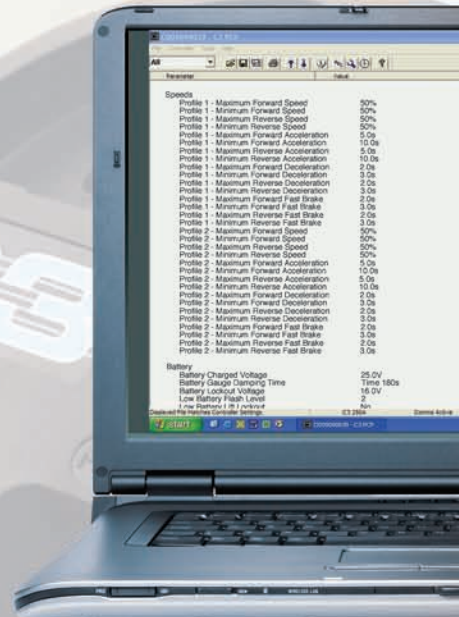 All
Parameter Value
Speeds
Profile 1 - Maximum Forward Speed 50%
Profile 1 - Minimum Forward Speed 50%
Profile 1 - Maximum Reverse Speed 50%
Profile 1 - Minimum Reverse Speed 50%
Profile 1 - Maximum Forward Acceleration 5.0s
Profile 1 - Minimum Forward Acceleration 10.0s
Profile 1 - Maximum Reverse Acceleration 5.0s
Profile 1 - Minimum Reverse Acceleration 10.0s
Profile 1 - Maximum Forward Deceleration 2.0s
Profile 1 - Minimum Forward Deceleration 3.0s
Profile 1 - Maximum Reverse Deceleration 2.0s
Profile 1 - Minimum Reverse Deceleration 3.0s
Profile 1 - Maximum Forward Fast Brake 2.0s
Profile 1 - Minimum Forward Fast Brake 3.0s
Profile 1 - Maximum Reverse Fast Brake 2.0s
Profile 1 - Minimum Reverse Fast Brake 3.0s
Profile 2 - Maximum Forward Speed 50%
Profile 2 - Minimum Forward Speed 50%
Profile 2 - Maximum Reverse Speed 50%
Profile 2 - Minimum Reverse Speed 50%
Profile 2 - Maximum Forward Acceleration 5.0s
Profile 2 - Minimum Forward Acceleration 10.0s
Profile 2 - Maximum Reverse Acceleration 5.0s
Profile 2 - Minimum Reverse Acceleration 10.0s
Profile 2 - Maximum Forward Deceleration 2.0s
Profile 2 - Minimum Forward Deceleration 3.0s
Profile 2 - Maximum Reverse Deceleration 2.0s
Profile 2 - Minimum Reverse Deceleration 3.0s
Profile 2 - Maximum Forward Fast Brake 2.0s
Profile 2 - Minimum Forward Fast Brake 3.0s
Profile 2 - Maximum Reverse Fast Brake 2.0s
Profile 2 - Minimum Reverse Fast Brake 3.0s
Battery
Battery Charged Voltage 25.0V
Battery Gauge Damping Time Time 180s
Battery Lockout Voltage 16.0V
Low Battery Flash Level 2
Low Battery Lift Lockout No
Displayed File Matches Controller Settings.
start
WIRELESS LAN